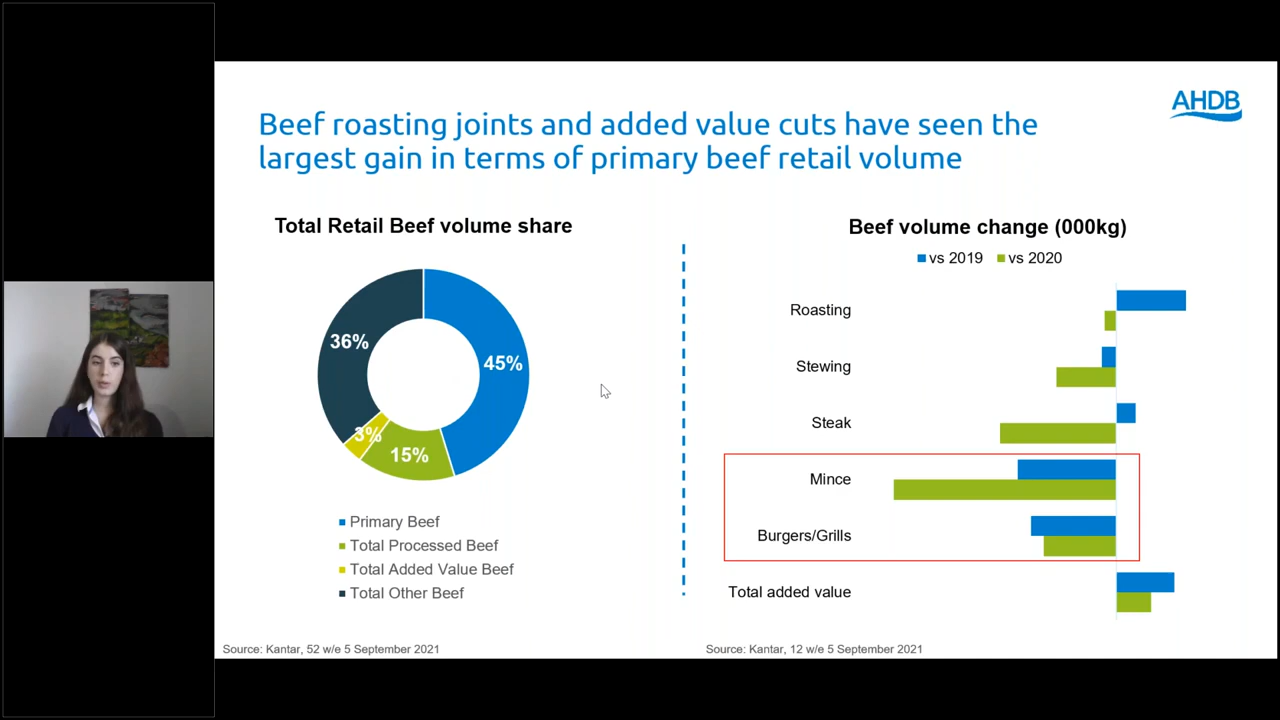 AHDB
Beef roasting joints and added value cuts have seen the
largest gain in terms of primary beef retail volume
Total Retail Beef volume share
36%
45%
3%
15%
Primary Beef
Total Processed Beef
Total Added Value Beef
Total Other Beef
Source: Kantar, 52 w/e 5 September 2021
Beef volume change (000kg)
vs 2019 vs 2020
Roasting
Stewing
Steak
Mince
Burgers/Grills
Total added value
Source: Kantar, 12 w/e 5 September 2021